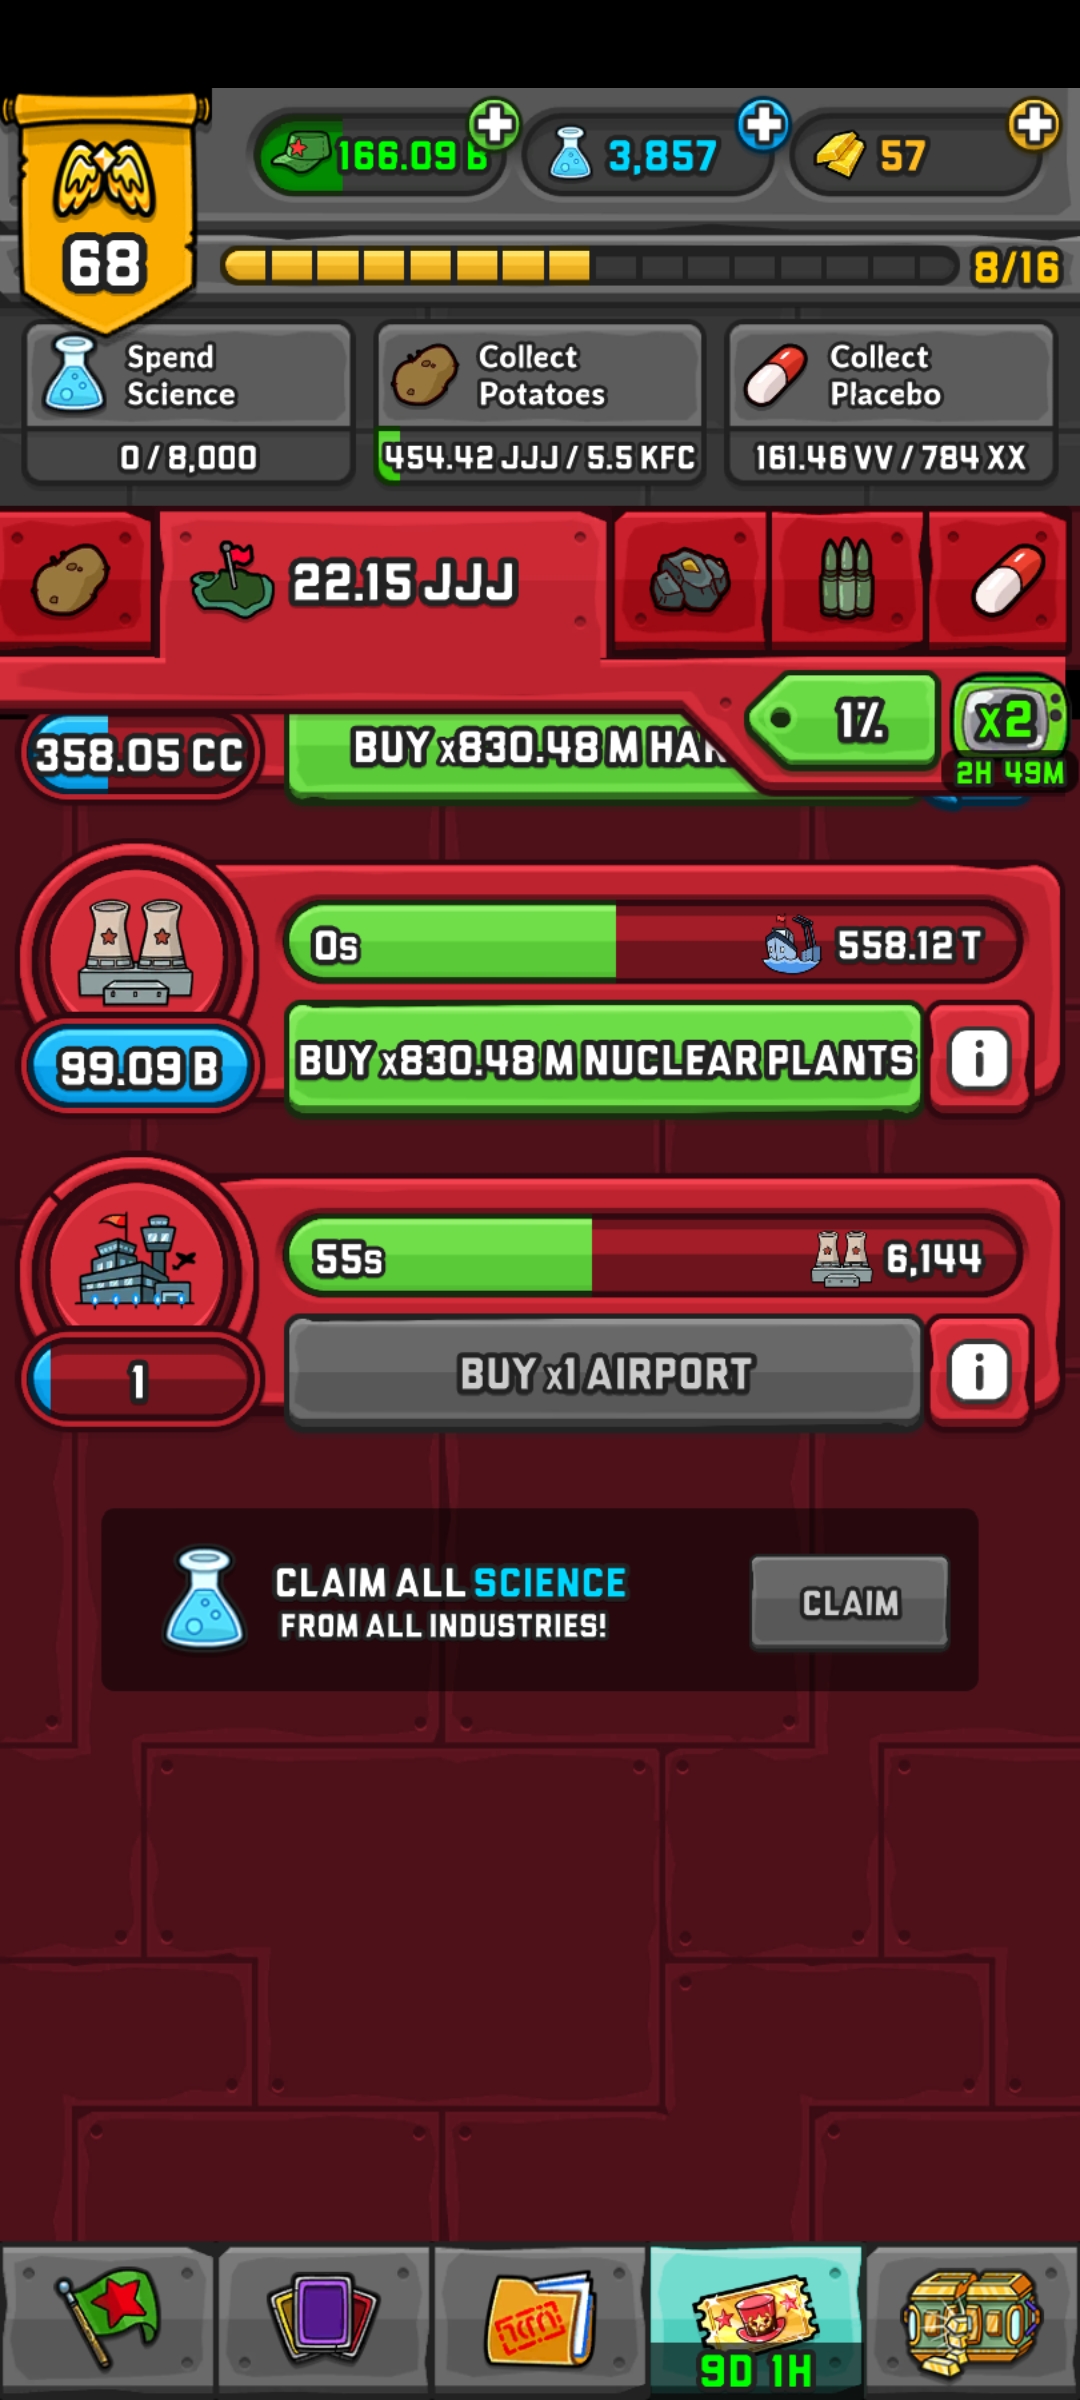 166.09 B
3,857
57
68
8/16
Spend
Science
Collect
Potatoes
Collect
Placebo
0 / 8,000
454.42 JJJ / 5.5 KFC
161.46 VV / 784 XX
22.15 JJJ
1%
x2
2H 49M
358.05 CC
BUY x830.48 M
0s
558.12 T
99.09 B
BUY x830.48 M NUCLEAR PLANTS
i
55s
6,144
1
BUY x1 AIRPORT
i
CLAIM ALL SCIENCE
FROM ALL INDUSTRIES!
CLAIM
9D 1H